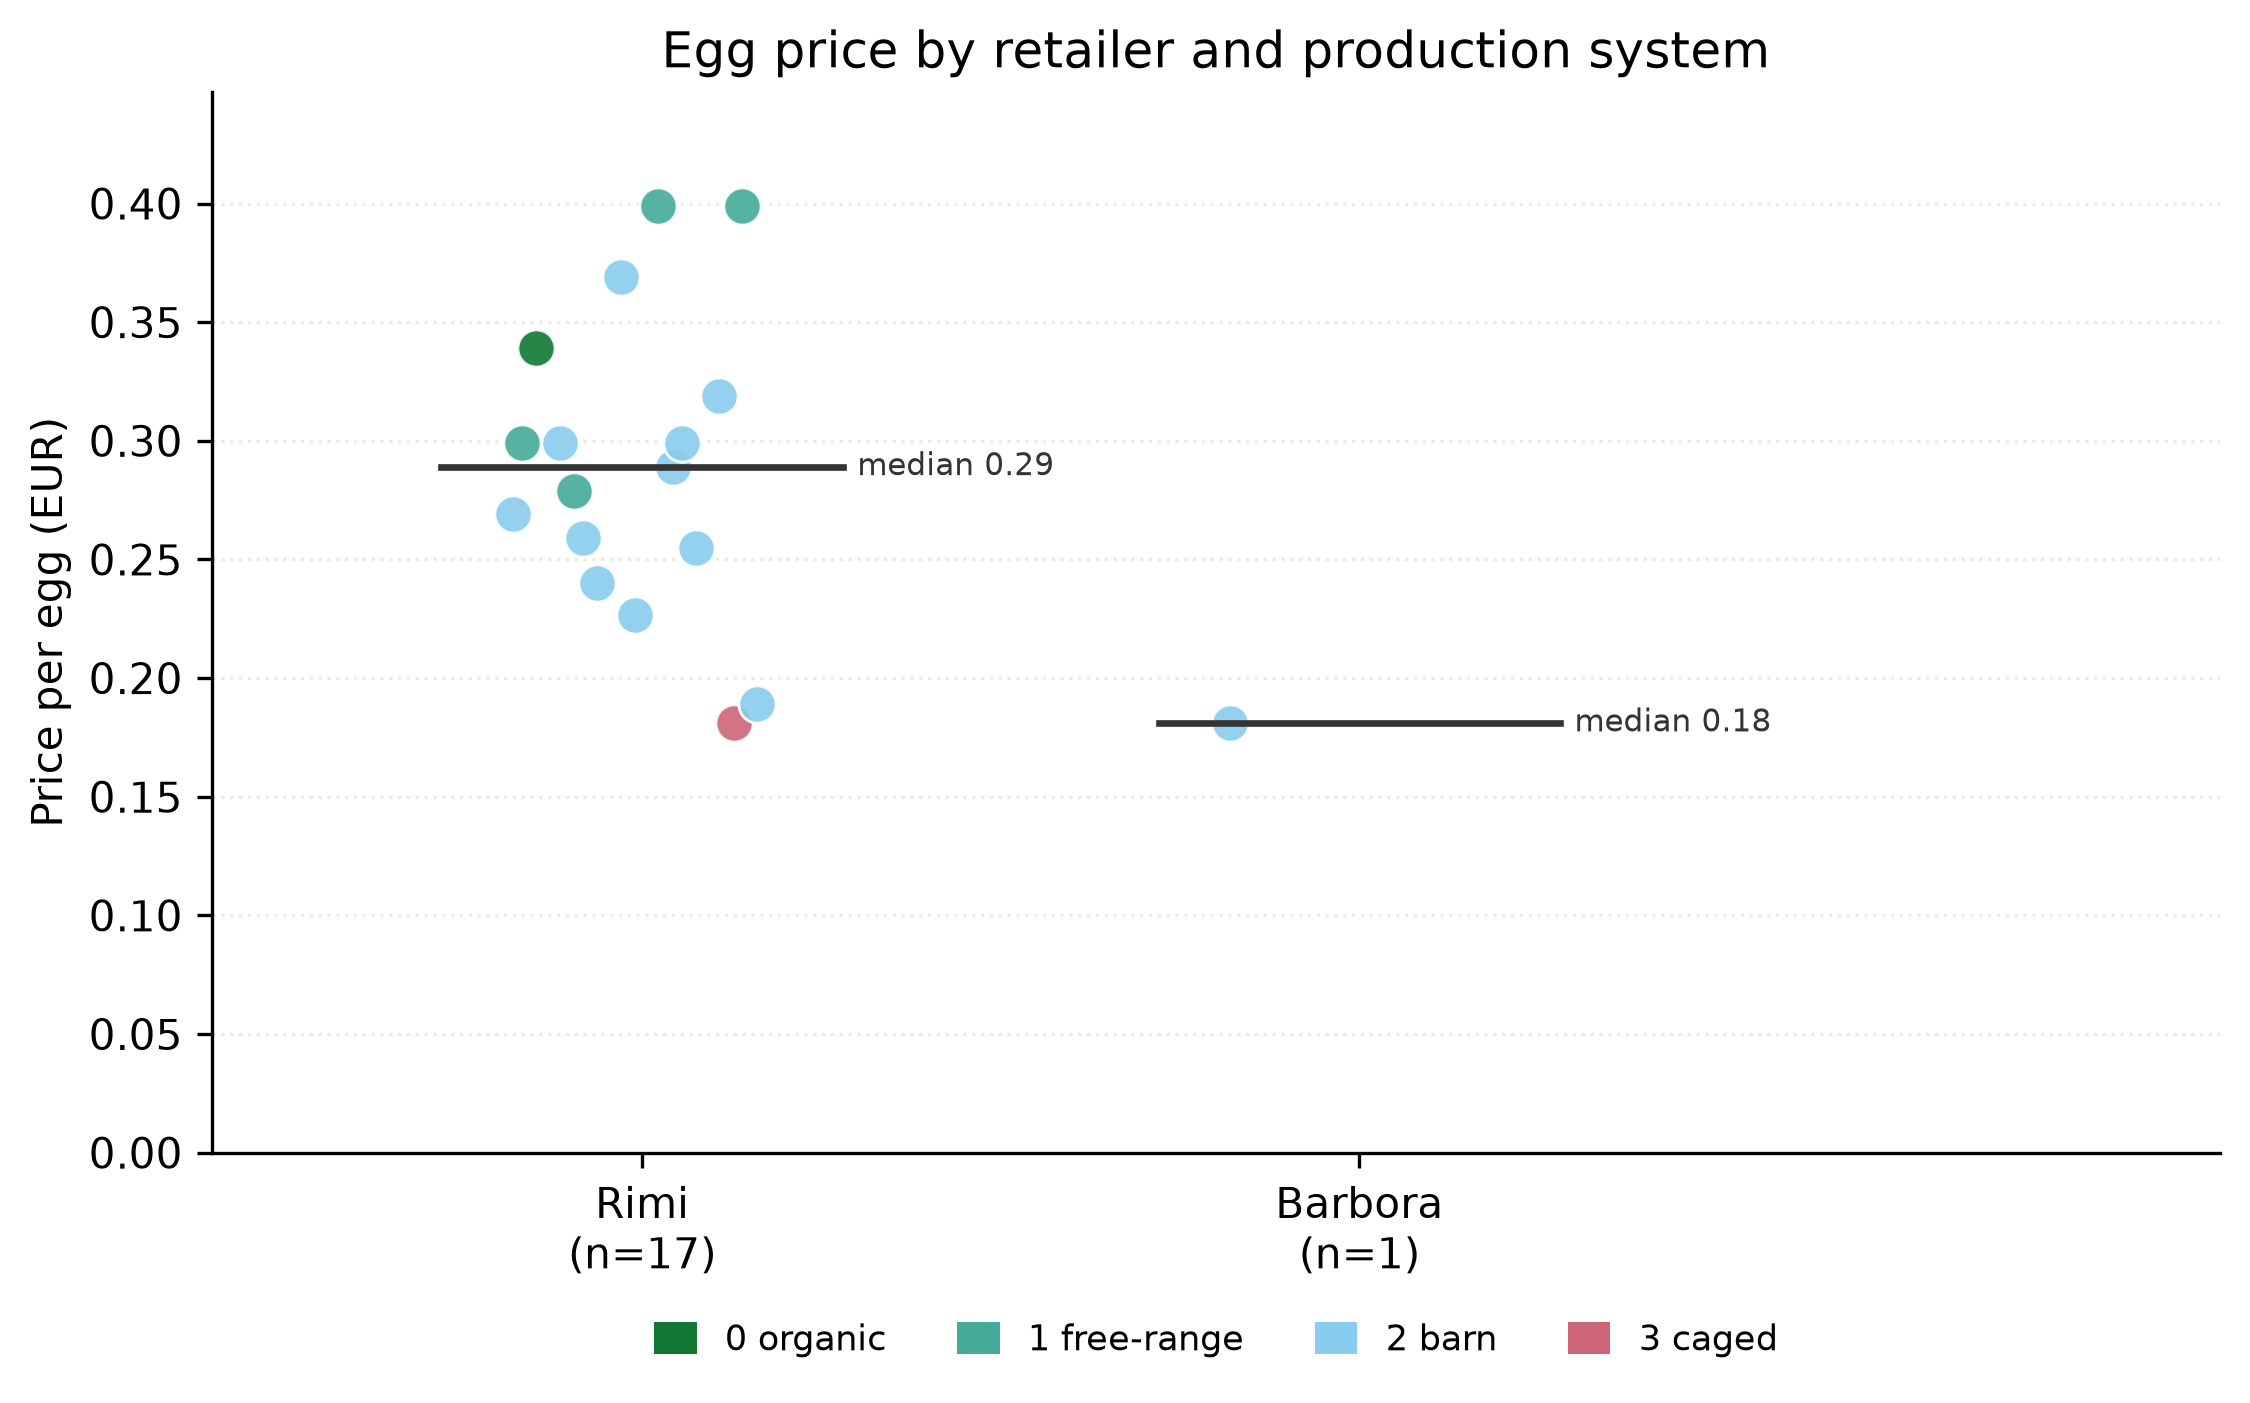 Egg price by retailer and production system
Price per egg (EUR)
0.40
0.35
0.30
0.25
0.20
0.15
0.10
0.05
0.00
median 0.29
median 0.18
Rimi
(n=17)
Barbora
(n=1)
0 organic
1 free-range
2 barn
3 caged